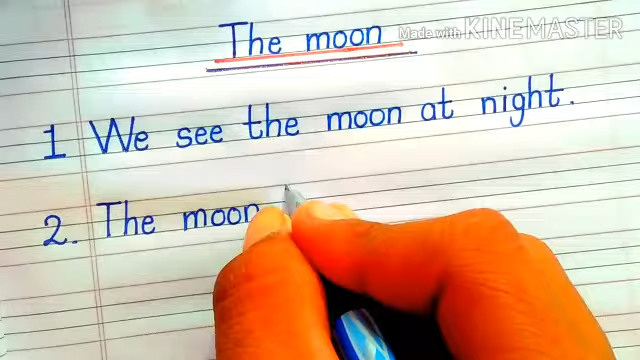 The moon
Made with KINEMASTER
1 We see the moon at night.
2. The moon